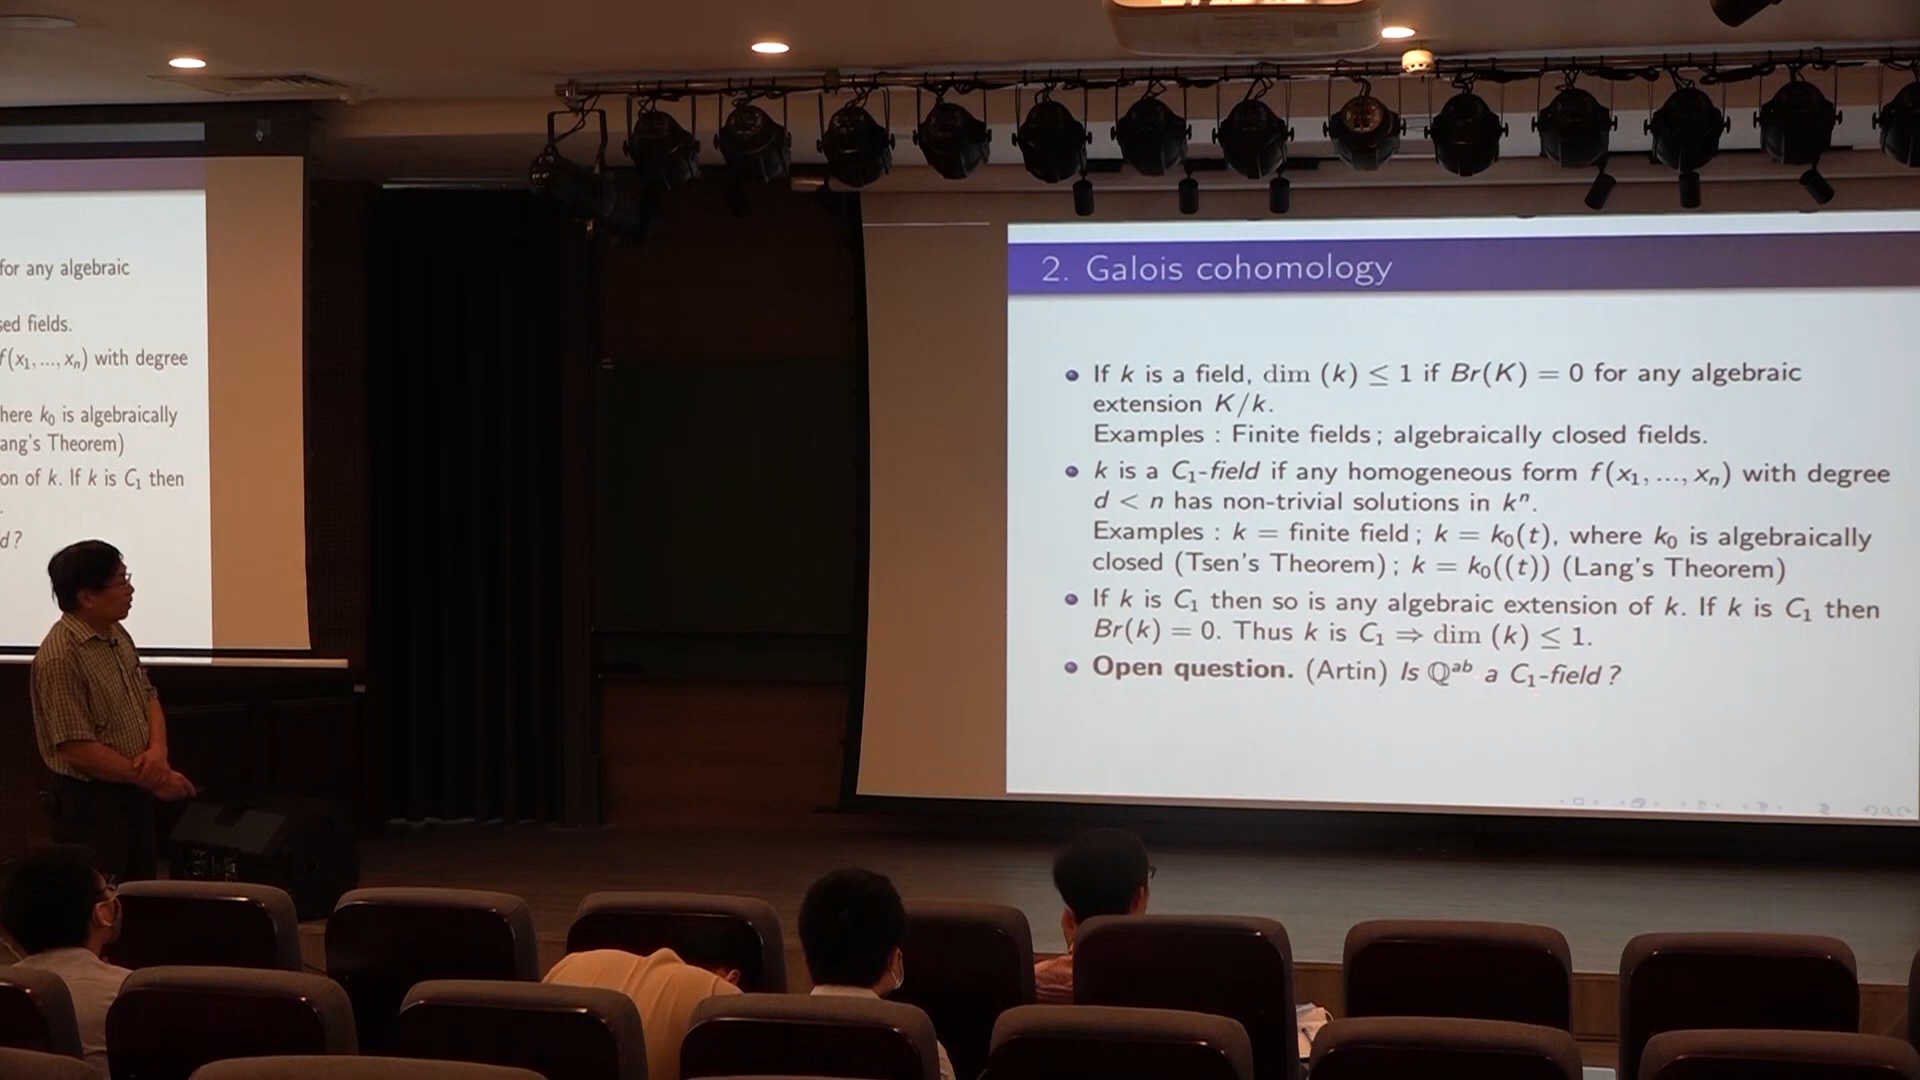 for any algebraic
sed fields.
f(x₁, ..., xₙ) with degree
here k₀ is algebraically
ang's Theorem)
on of k. If k is C₁ then
.
d ?
2. Galois cohomology
• If k is a field, dim (k) ≤ 1 if Br(K) = 0 for any algebraic
extension K/k.
Examples : Finite fields ; algebraically closed fields.
• k is a C₁-field if any homogeneous form f(x₁, ..., xₙ) with degree
d < n has non-trivial solutions in kⁿ.
Examples : k = finite field ; k = k₀(t), where k₀ is algebraically
closed (Tsen's Theorem) ; k = k₀((t)) (Lang's Theorem)
• If k is C₁ then so is any algebraic extension of k. If k is C₁ then
Br(k) = 0. Thus k is C₁ ⇒ dim (k) ≤ 1.
• Open question. (Artin) Is ℚᵃᵇ a C₁-field ?